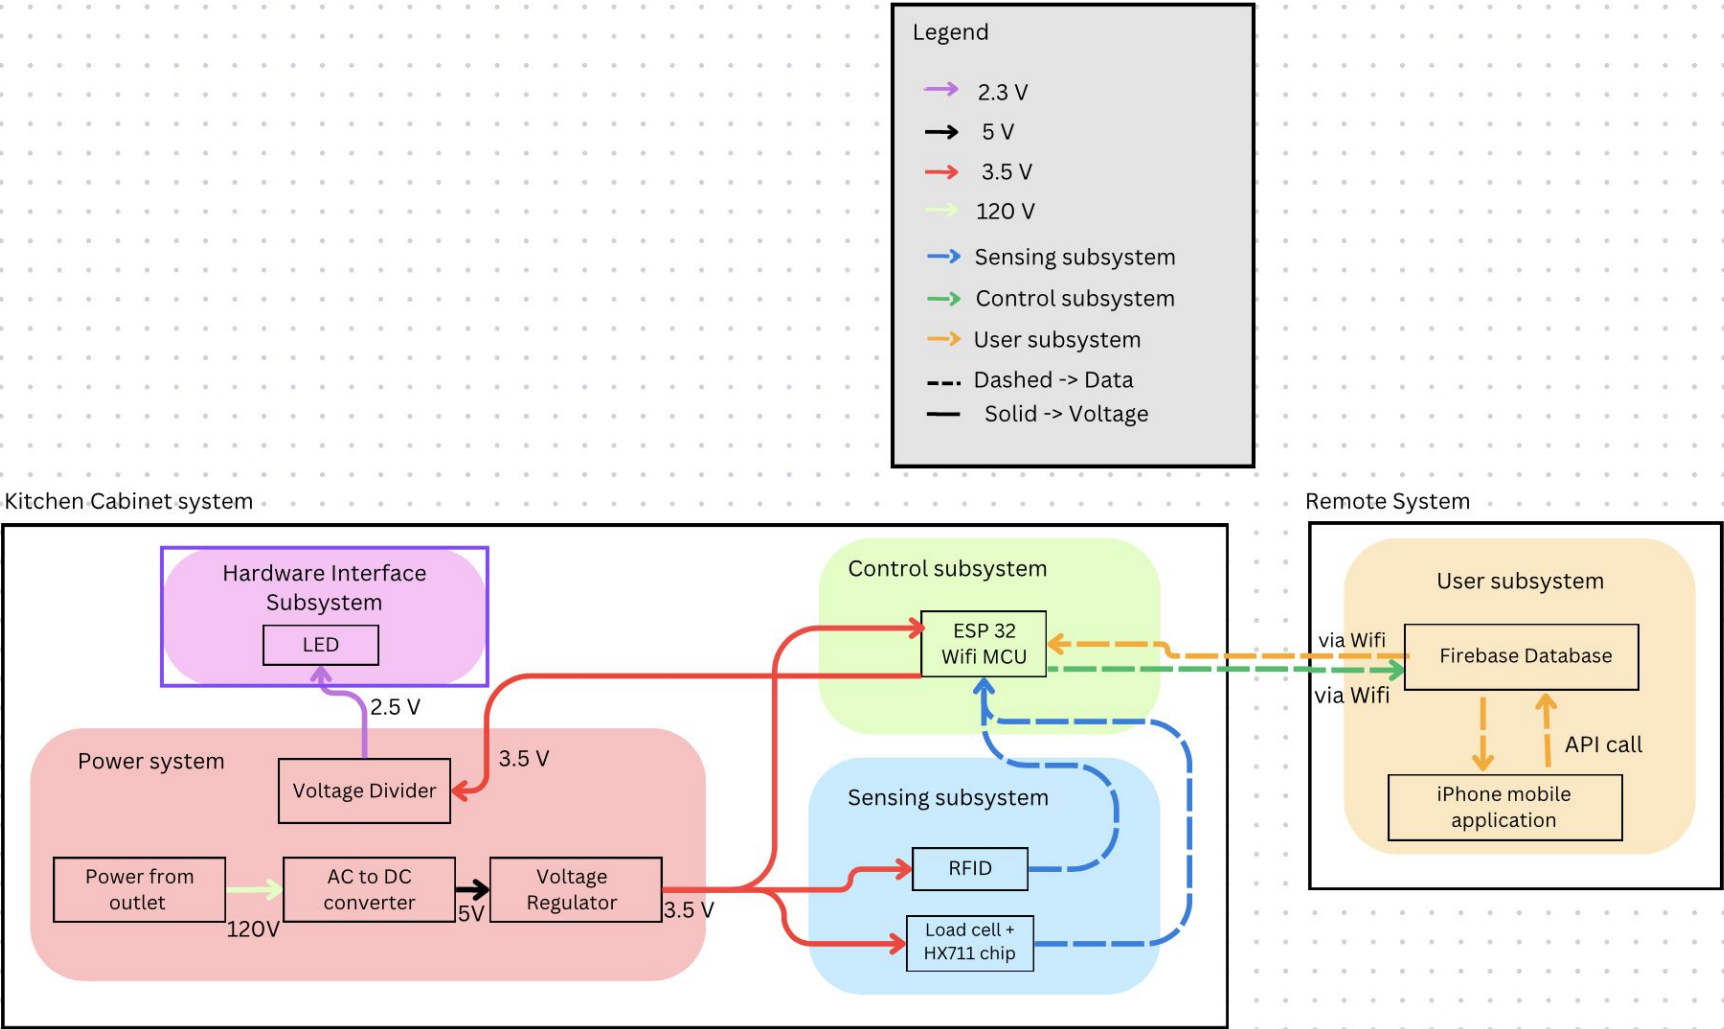 Legend
2.3 V
5 V
3.5 V
120 V
Sensing subsystem
Control subsystem
User subsystem
Dashed -> Data
Solid -> Voltage
Kitchen Cabinet system
Hardware Interface
Subsystem
LED
2.5 V
Power system
Voltage Divider
3.5 V
Power from
outlet
120V
AC to DC
converter
5V
Voltage
Regulator
3.5 V
Control subsystem
ESP 32
Wifi MCU
Sensing subsystem
RFID
Load cell +
HX711 chip
Remote System
User subsystem
via Wifi
via Wifi
Firebase Database
API call
iPhone mobile
application